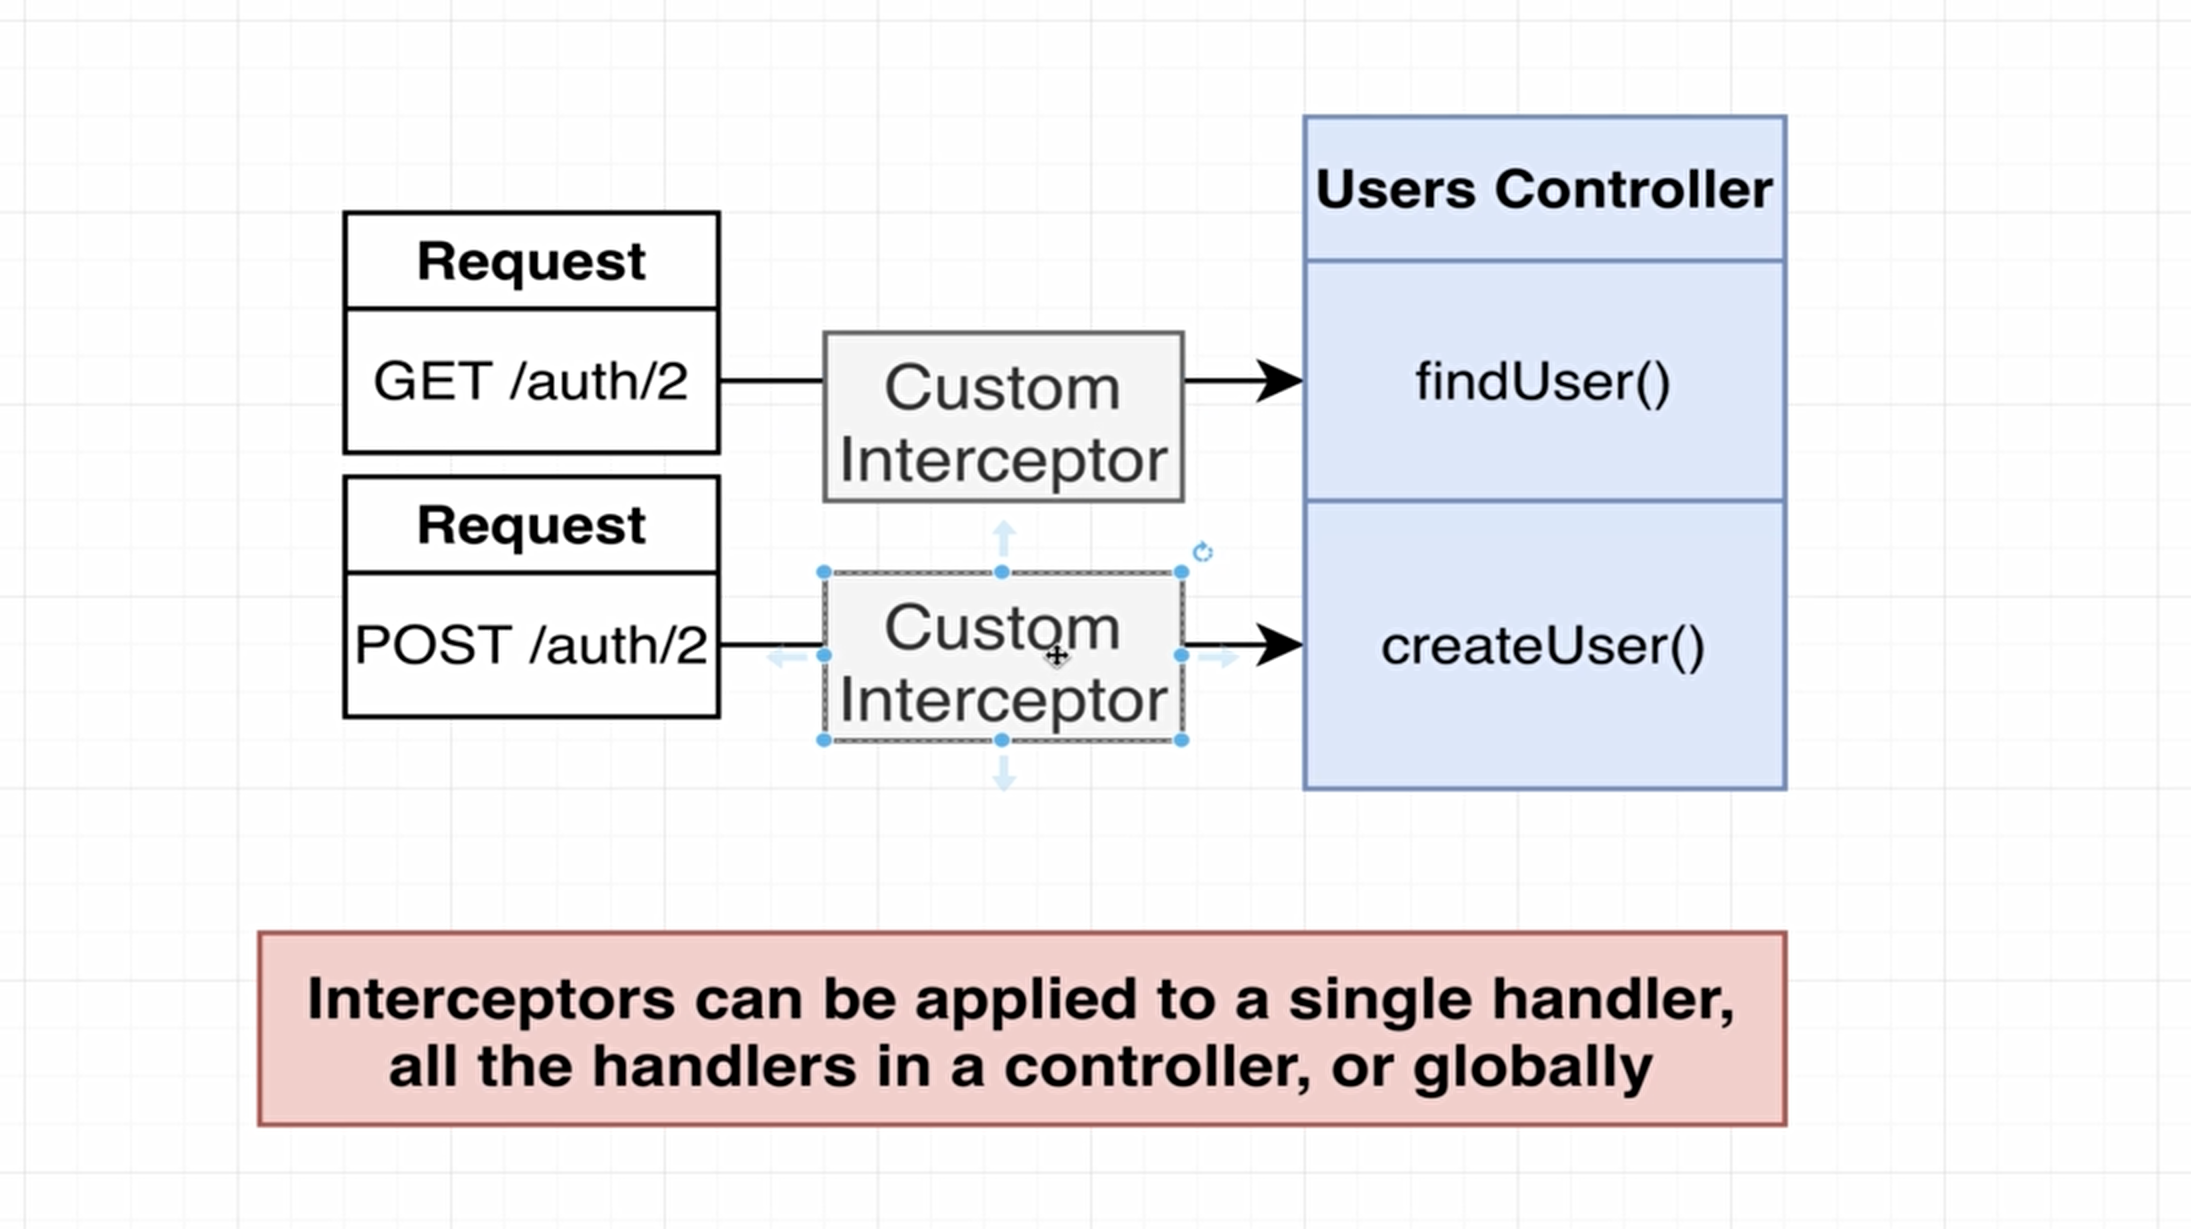 Users Controller
Request
GET /auth/2
Custom
Interceptor
findUser()
Request
POST /auth/2
Custom
Interceptor
createUser()
Interceptors can be applied to a single handler,
all the handlers in a controller, or globally